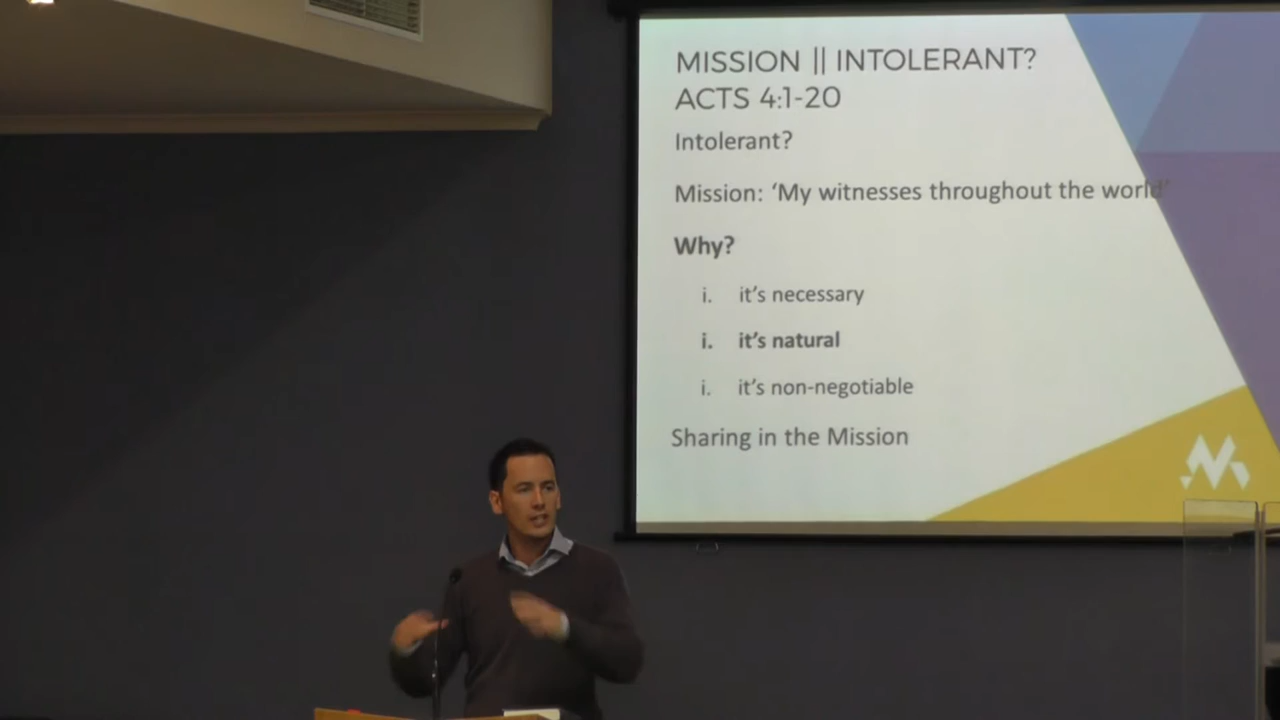 MISSION || INTOLERANT?
ACTS 4:1-20
Intolerant?
Mission: ‘My witnesses throughout the world’
Why?
i. it’s necessary
i. it’s natural
i. it’s non-negotiable
Sharing in the Mission